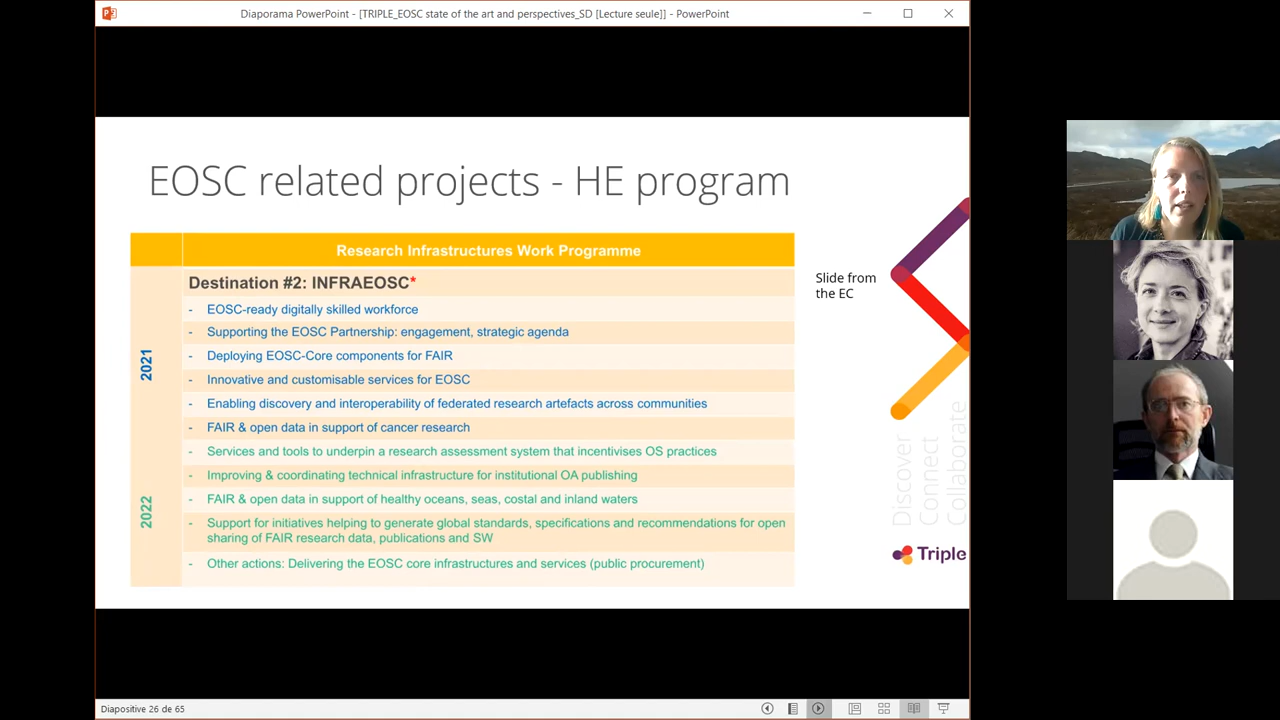 Diaporama PowerPoint - [TRIPLE_EOSC state of the art and perspectives_SD [Lecture seule]] - PowerPoint
EOSC related projects - HE program
Research Infrastructures Work Programme
Destination #2: INFRAEOSC*
2021
- EOSC-ready digitally skilled workforce
- Supporting the EOSC Partnership: engagement, strategic agenda
- Deploying EOSC-Core components for FAIR
- Innovative and customisable services for EOSC
- Enabling discovery and interoperability of federated research artefacts across communities
- FAIR & open data in support of cancer research
2022
- Services and tools to underpin a research assessment system that incentivises OS practices
- Improving & coordinating technical infrastructure for institutional OA publishing
- FAIR & open data in support of healthy oceans, seas, costal and inland waters
- Support for initiatives helping to generate global standards, specifications and recommendations for open
sharing of FAIR research data, publications and SW
- Other actions: Delivering the EOSC core infrastructures and services (public procurement)
Slide from
the EC
Discover
Connect
Collaborate
Triple
Diapositive 26 de 65